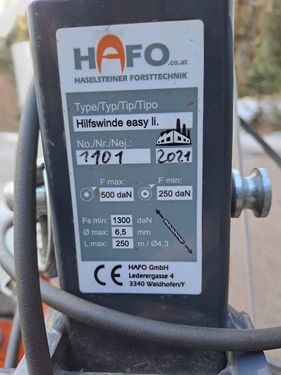 HAFO.co.at
HASELSTEINER FORSTTECHNIK
Type/Typ/Tip/Tipo
Hilfswinde easy li.
No./Nr./Nej.:
1101 2021
F max: F min:
500 daN 250 daN
Fs min: 1300 daN
Ø max: 6,5 mm
L max: 250 m / Ø4,3
CE HAFO GmbH
Lederergasse 4
3340 Waidhofen/Y